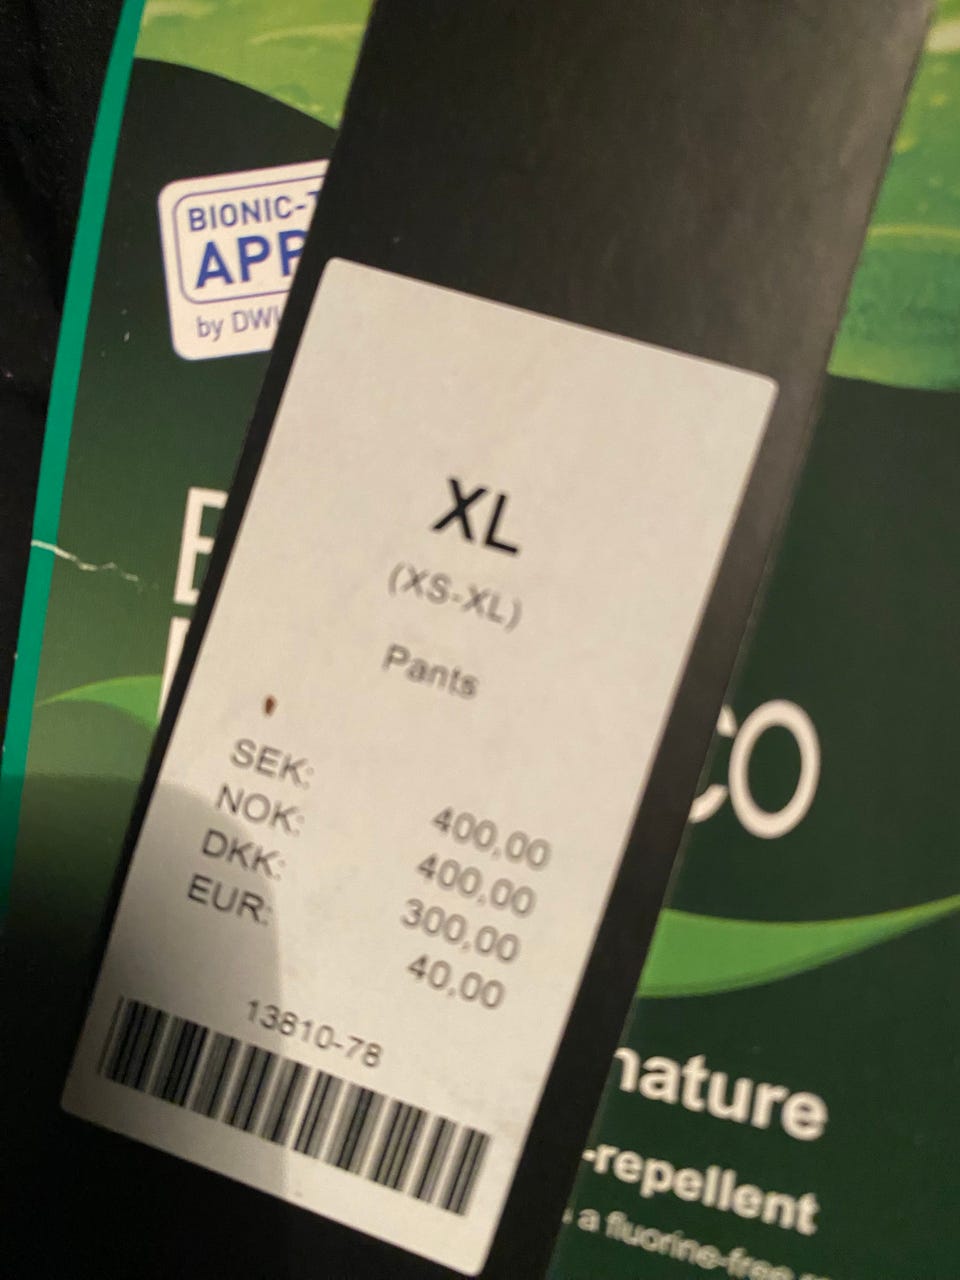 BIONIC-
APP
by DW
XL
(XS-XL)
Pants
SEK: 400,00
NOK: 400,00
DKK: 300,00
EUR: 40,00
13810-78
CO
nature
-repellent
a fluorine-free